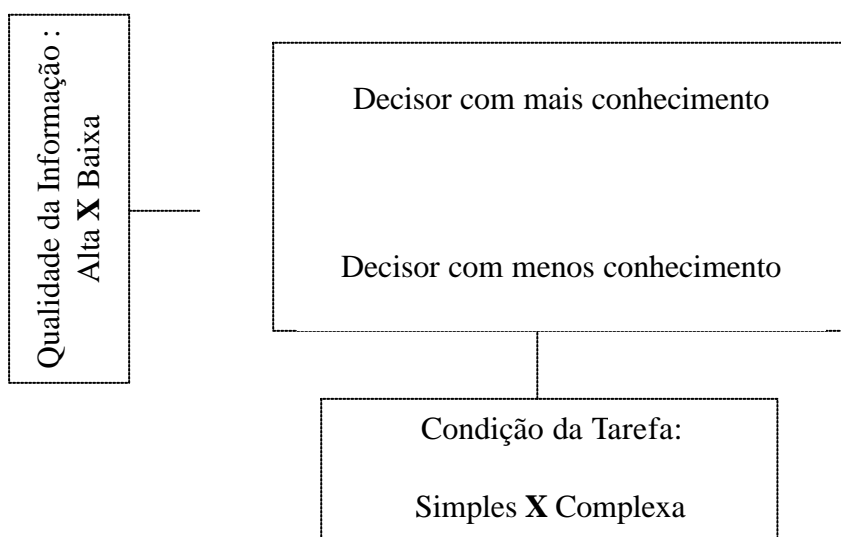 Qualidade da Informação :
Alta X Baixa
Decisor com mais conhecimento
Decisor com menos conhecimento
Condição da Tarefa:
Simples X Complexa